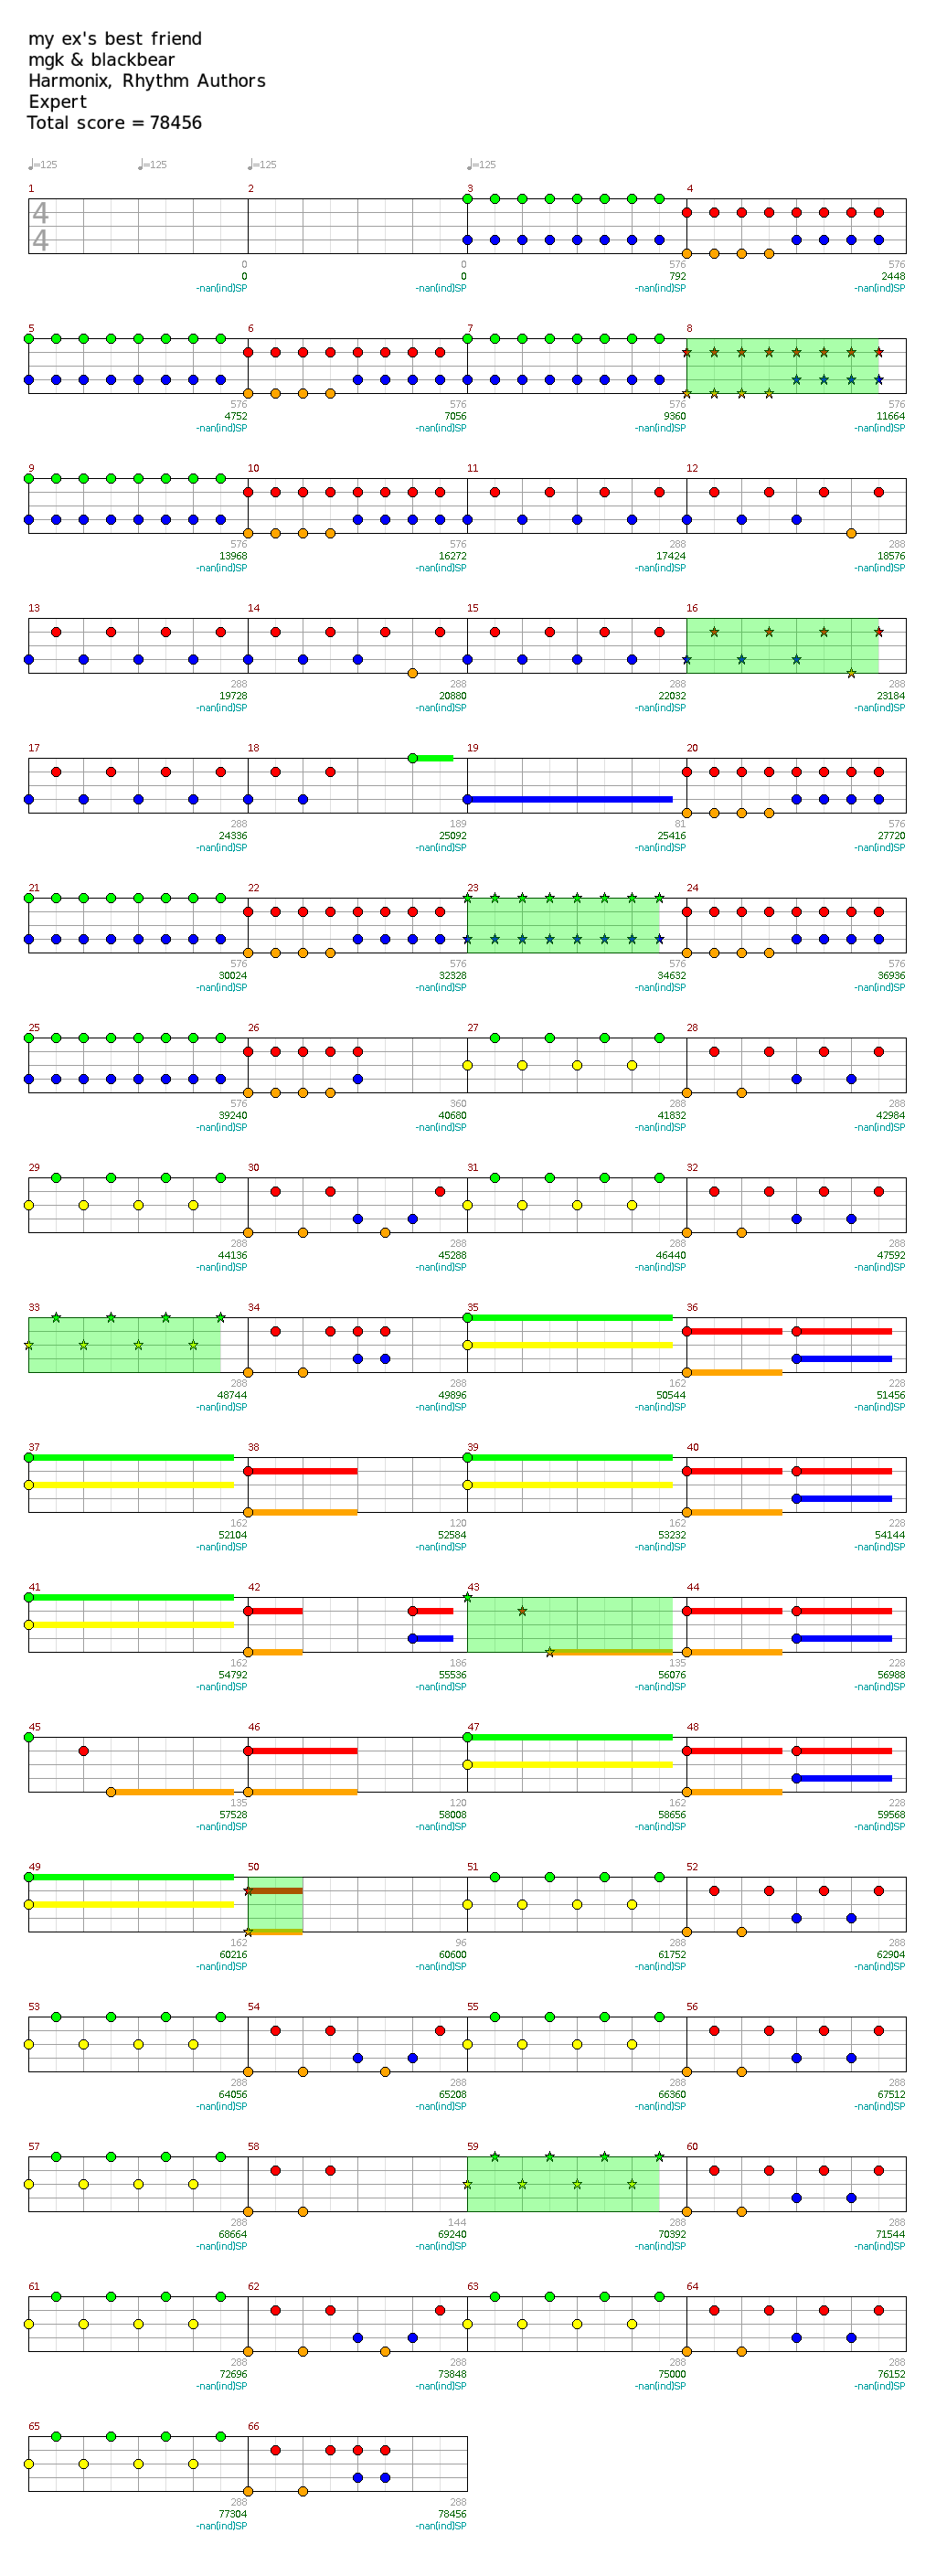 my ex's best friend
mgk & blackbear
Harmonix, Rhythm Authors
Expert
Total score = 78456
♩=125 ♩=125 ♩=125 ♩=125
1 2 3 4
4
4
0 0 576 576
0 0 792 2448
-nan(ind)SP -nan(ind)SP -nan(ind)SP -nan(ind)SP
5 6 7 8
576 576 576 576
4752 7056 9360 11664
-nan(ind)SP -nan(ind)SP -nan(ind)SP -nan(ind)SP
9 10 11 12
576 576 288 288
13968 16272 17424 18576
-nan(ind)SP -nan(ind)SP -nan(ind)SP -nan(ind)SP
13 14 15 16
288 288 288 288
19728 20880 22032 23184
-nan(ind)SP -nan(ind)SP -nan(ind)SP -nan(ind)SP
17 18 19 20
288 189 81 576
24336 25092 25416 27720
-nan(ind)SP -nan(ind)SP -nan(ind)SP -nan(ind)SP
21 22 23 24
576 576 576 576
30024 32328 34632 36936
-nan(ind)SP -nan(ind)SP -nan(ind)SP -nan(ind)SP
25 26 27 28
576 360 288 288
39240 40680 41832 42984
-nan(ind)SP -nan(ind)SP -nan(ind)SP -nan(ind)SP
29 30 31 32
288 288 288 288
44136 45288 46440 47592
-nan(ind)SP -nan(ind)SP -nan(ind)SP -nan(ind)SP
33 34 35 36
288 288 162 228
48744 49896 50544 51456
-nan(ind)SP -nan(ind)SP -nan(ind)SP -nan(ind)SP
37 38 39 40
162 120 162 228
52104 52584 53232 54144
-nan(ind)SP -nan(ind)SP -nan(ind)SP -nan(ind)SP
41 42 43 44
162 186 135 228
54792 55536 56076 56988
-nan(ind)SP -nan(ind)SP -nan(ind)SP -nan(ind)SP
45 46 47 48
135 120 162 228
57528 58008 58656 59568
-nan(ind)SP -nan(ind)SP -nan(ind)SP -nan(ind)SP
49 50 51 52
162 96 288 288
60216 60600 61752 62904
-nan(ind)SP -nan(ind)SP -nan(ind)SP -nan(ind)SP
53 54 55 56
288 288 288 288
64056 65208 66360 67512
-nan(ind)SP -nan(ind)SP -nan(ind)SP -nan(ind)SP
57 58 59 60
288 144 288 288
68664 69240 70392 71544
-nan(ind)SP -nan(ind)SP -nan(ind)SP -nan(ind)SP
61 62 63 64
288 288 288 288
72696 73848 75000 76152
-nan(ind)SP -nan(ind)SP -nan(ind)SP -nan(ind)SP
65 66
288 288
77304 78456
-nan(ind)SP -nan(ind)SP